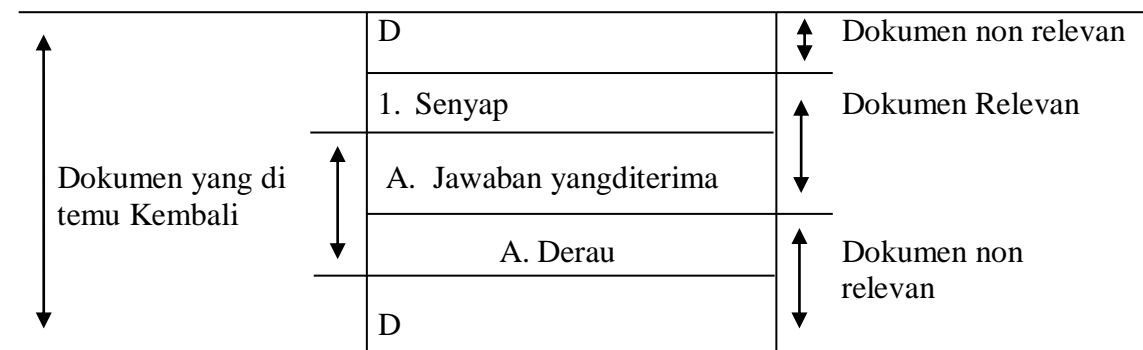 D
Dokumen non relevan
1. Senyap
Dokumen Relevan
Dokumen yang di
temu Kembali
A. Jawaban yangditerima
A. Derau
Dokumen non
relevan
D